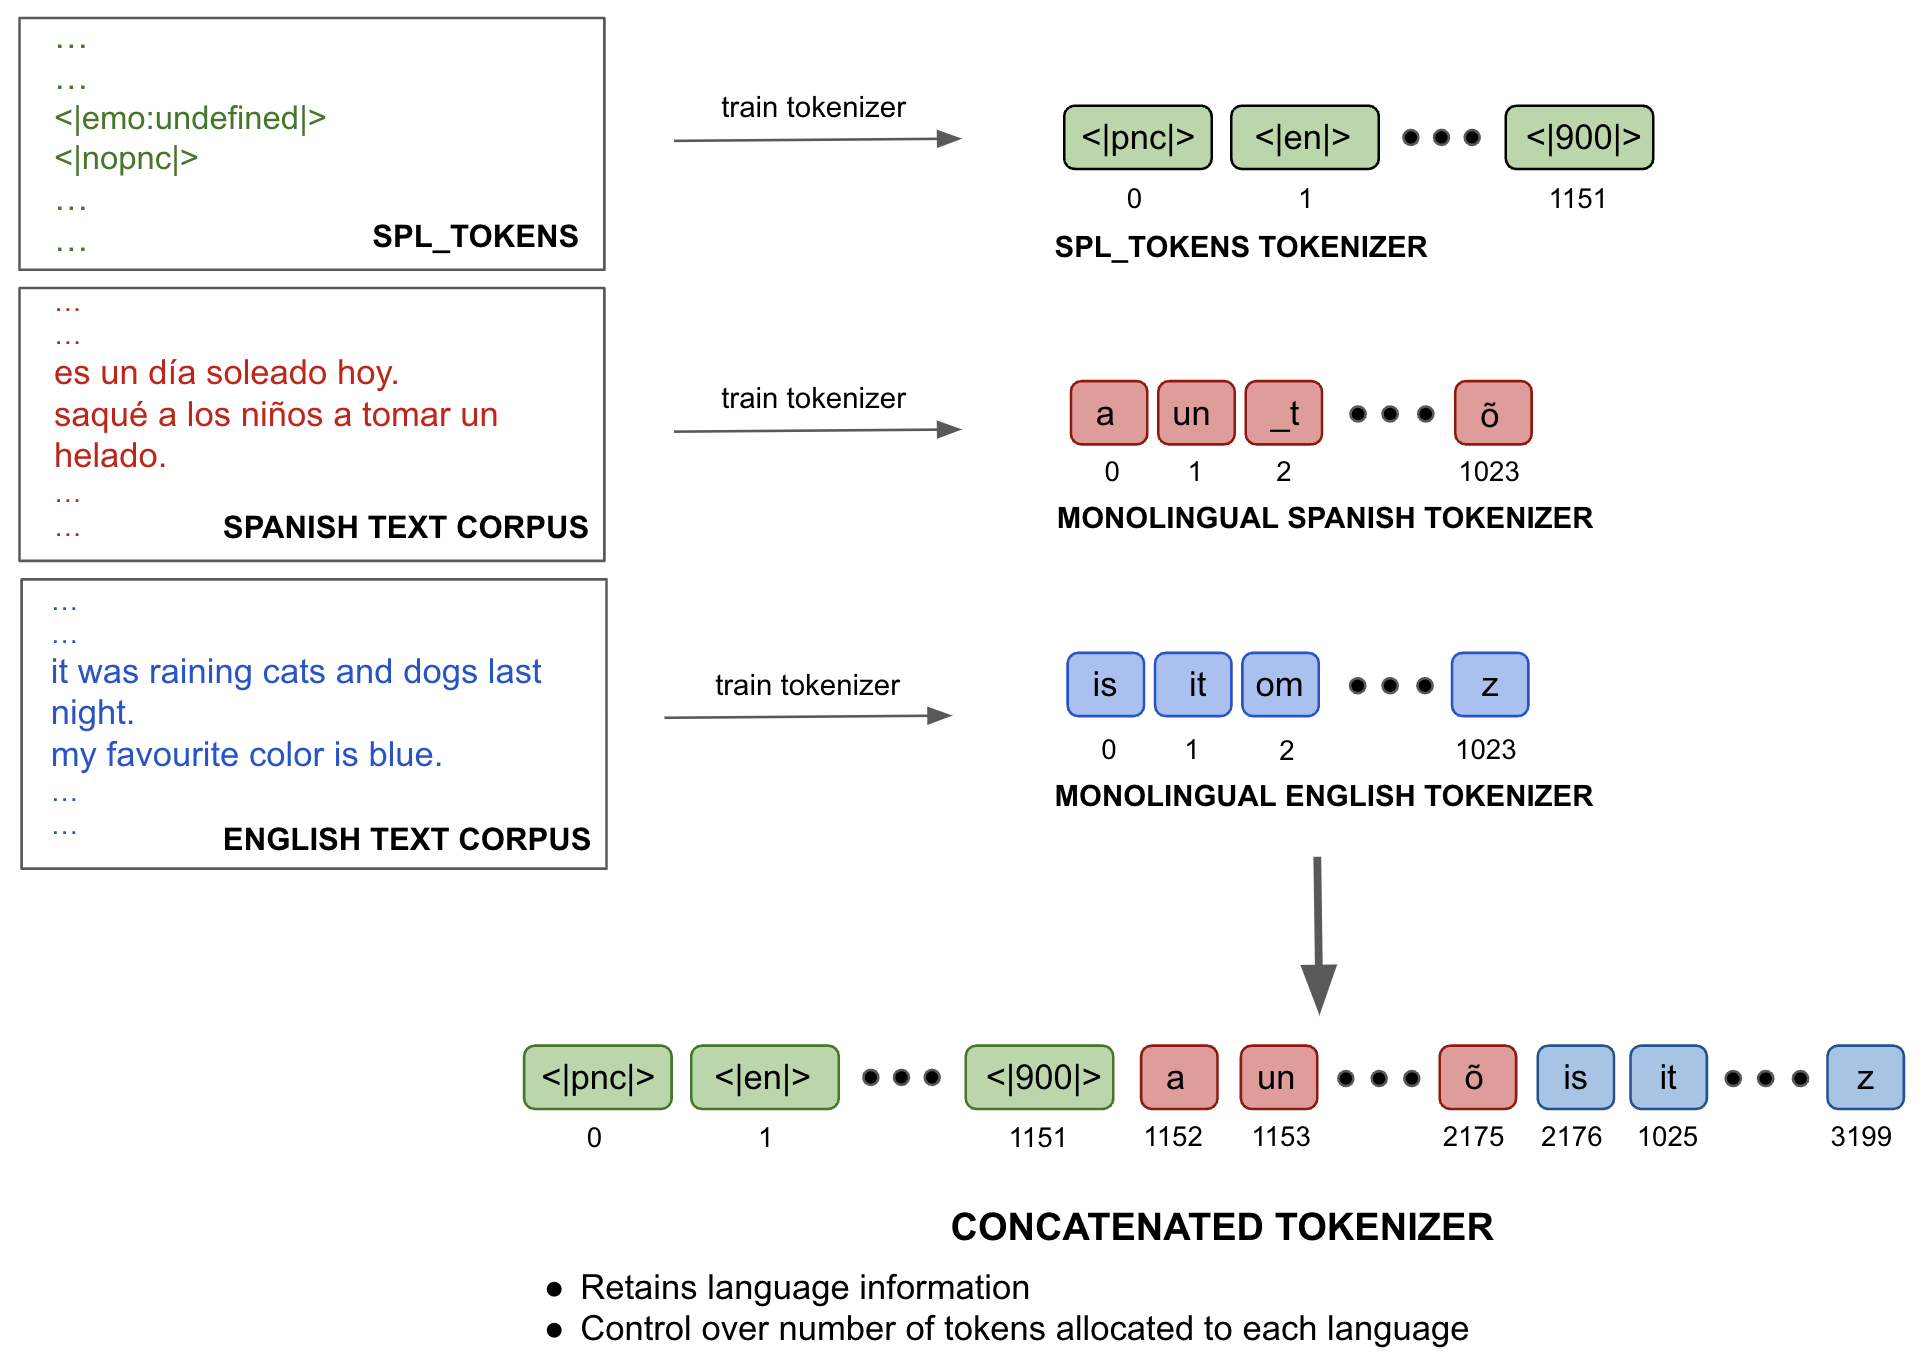 …
…
<|emo:undefined|>
<|nopnc|>
…
…
SPL_TOKENS
train tokenizer
<|pnc|> <|en|> <|900|>
0 1 1151
SPL_TOKENS TOKENIZER
…
…
es un día soleado hoy.
saqué a los niños a tomar un
helado.
…
…
SPANISH TEXT CORPUS
train tokenizer
a un _t õ
0 1 2 1023
MONOLINGUAL SPANISH TOKENIZER
…
…
it was raining cats and dogs last
night.
my favourite color is blue.
…
…
ENGLISH TEXT CORPUS
train tokenizer
is it om z
0 1 2 1023
MONOLINGUAL ENGLISH TOKENIZER
<|pnc|> <|en|> <|900|> a un õ is it z
0 1 1151 1152 1153 2175 2176 1025 3199
CONCATENATED TOKENIZER
● Retains language information
● Control over number of tokens allocated to each language